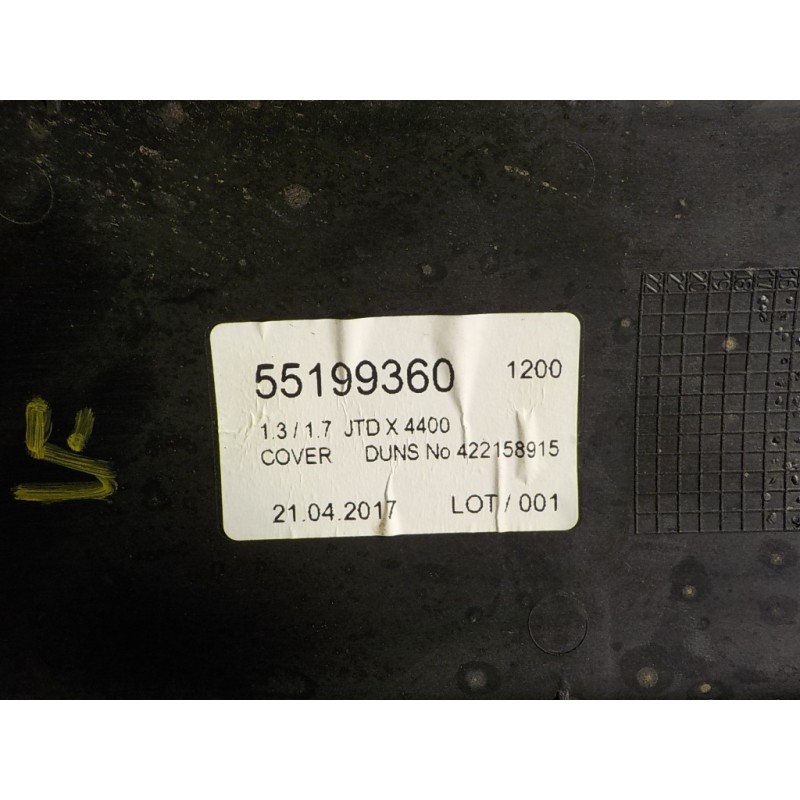 55199360 1200
1.3 / 1.7 JTD X 4400
COVER DUNS No 422158915
21.04.2017 LOT / 001